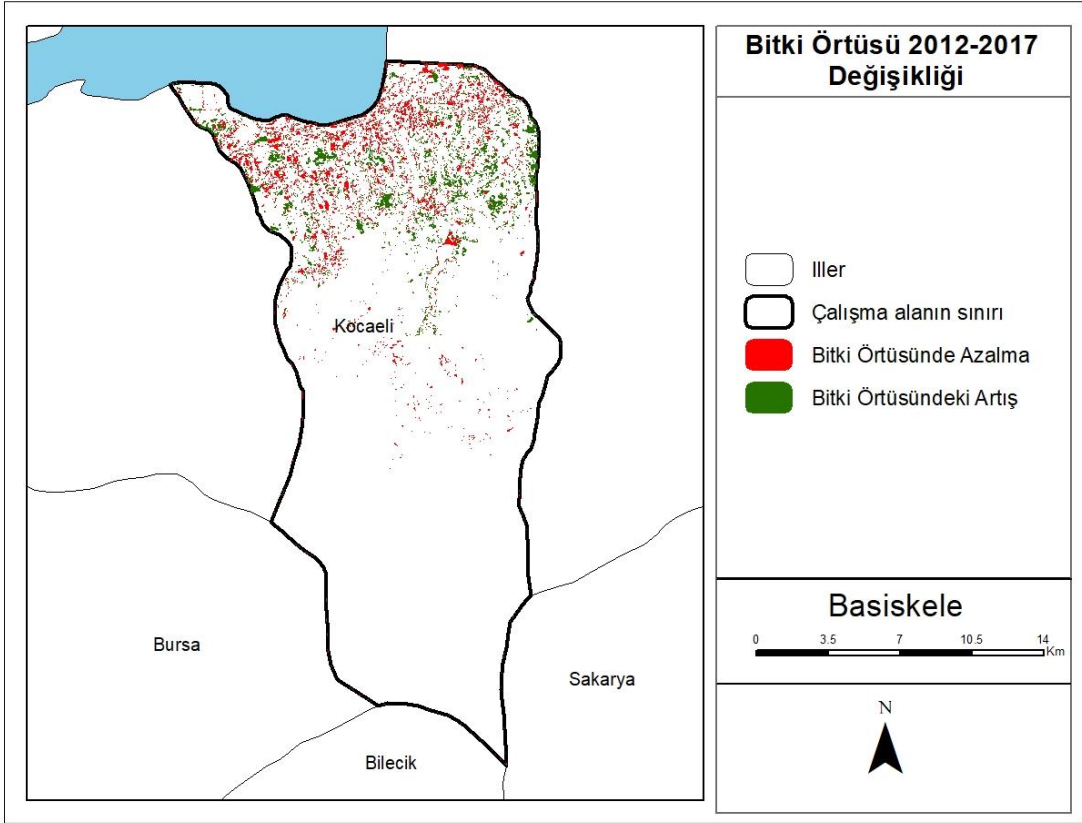 Bitki Örtüsü 2012-2017
Değişikliği
Iller
Çalışma alanın sınırı
Bitki Örtüsünde Azalma
Bitki Örtüsündeki Artış
Kocaeli
Bursa
Sakarya
Bilecik
Basiskele
0 3.5 7 10.5 14
Km
N